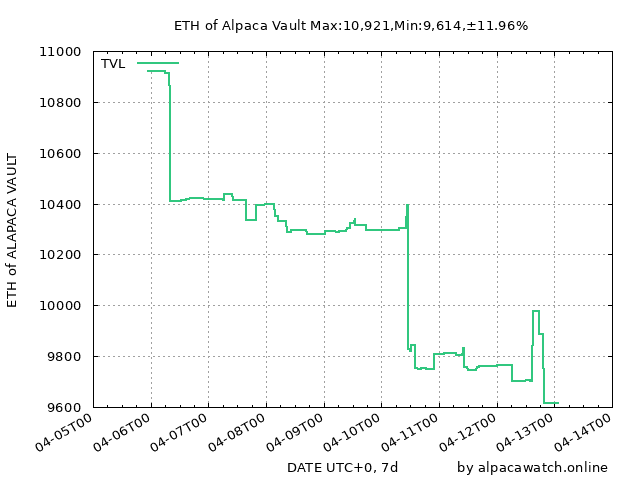 ETH of Alpaca Vault Max:10,921,Min:9,614,±11.96%
TVL
11000
10800
10600
10400
10200
10000
9800
9600
ETH of ALAPACA VAULT
04-05T00
04-06T00
04-07T00
04-08T00
04-09T00
04-10T00
04-11T00
04-12T00
04-13T00
04-14T00
DATE UTC+0, 7d
by alpacawatch.online